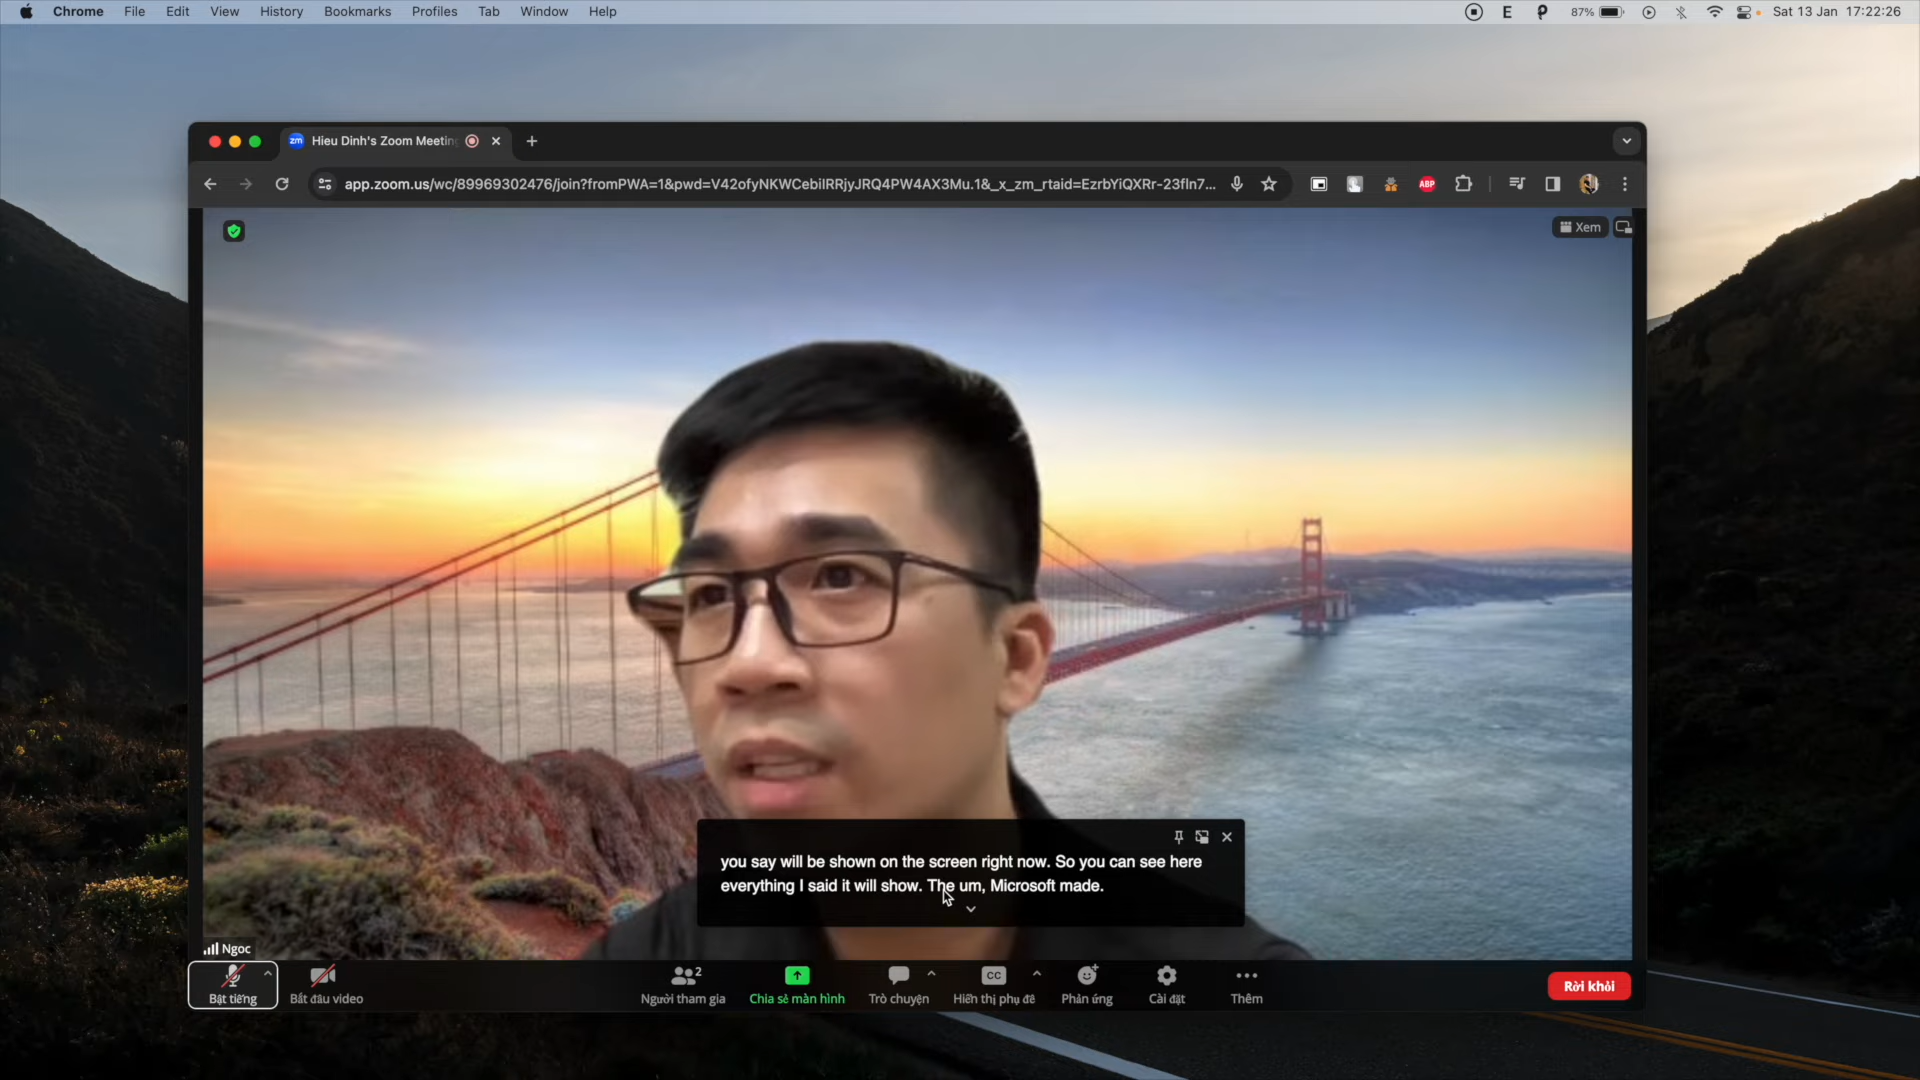 Chrome File Edit View History Bookmarks Profiles Tab Window Help
E 87% Sat 13 Jan 17:22:26
zm Hieu Dinh's Zoom Meeting
app.zoom.us/wc/89969302476/join?fromPWA=1&pwd=V42ofyNKWCebilRRjyJRQ4PW4AX3Mu.1&_x_zm_rtaid=EzrbYiQXRr-23fln7...
ABP
Xem
you say will be shown on the screen right now. So you can see here
everything I said it will show. The um, Microsoft made.
Ngoc
2
CC
Bật tiếng Bắt đầu video Người tham gia Chia sẻ màn hình Trò chuyện Hiển thị phụ đề Phản ứng Cài đặt Thêm
Rời khỏi